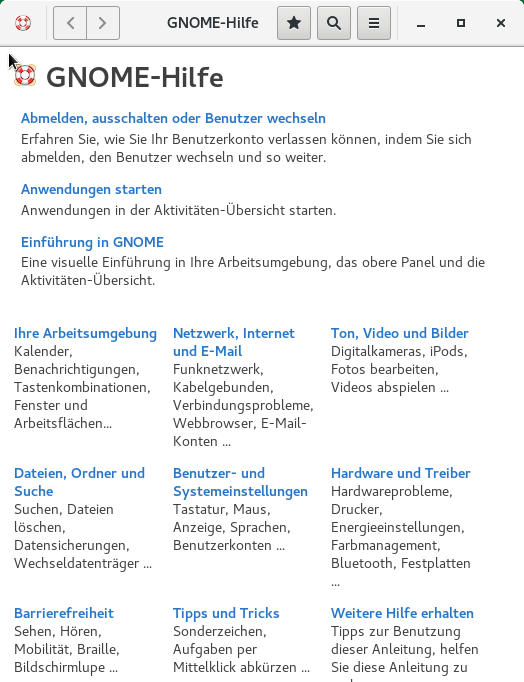 GNOME-Hilfe
GNOME-Hilfe
Abmelden, ausschalten oder Benutzer wechseln
Erfahren Sie, wie Sie Ihr Benutzerkonto verlassen können, indem Sie sich
abmelden, den Benutzer wechseln und so weiter.
Anwendungen starten
Anwendungen in der Aktivitäten-Übersicht starten.
Einführung in GNOME
Eine visuelle Einführung in Ihre Arbeitsumgebung, das obere Panel und die
Aktivitäten-Übersicht.
Ihre Arbeitsumgebung
Kalender,
Benachrichtigungen,
Tastenkombinationen,
Fenster und
Arbeitsflächen...
Netzwerk, Internet
und E-Mail
Funknetzwerk,
Kabelgebunden,
Verbindungsprobleme,
Webbrowser, E-Mail-
Konten ...
Ton, Video und Bilder
Digitalkameras, iPods,
Fotos bearbeiten,
Videos abspielen ...
Dateien, Ordner und
Suche
Suchen, Dateien
löschen,
Datensicherungen,
Wechseldatenträger ...
Benutzer- und
Systemeinstellungen
Tastatur, Maus,
Anzeige, Sprachen,
Benutzerkonten ...
Hardware und Treiber
Hardwareprobleme,
Drucker,
Energieeinstellungen,
Farbmanagement,
Bluetooth, Festplatten
...
Barrierefreiheit
Sehen, Hören,
Mobilität, Braille,
Bildschirmlupe ...
Tipps und Tricks
Sonderzeichen,
Aufgaben per
Mittelklick abkürzen ...
Weitere Hilfe erhalten
Tipps zur Benutzung
dieser Anleitung, helfen
Sie diese Anleitung zu